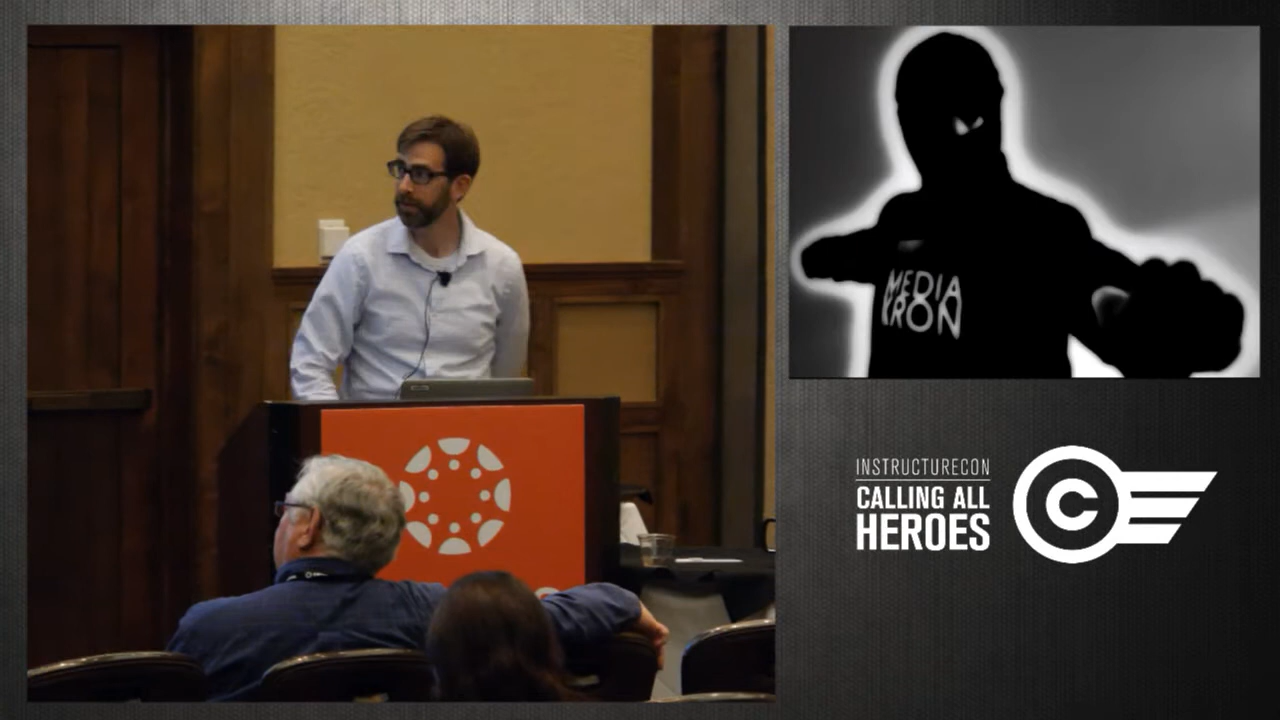 MEDIA
KRON
INSTRUCTURECON
CALLING ALL
HEROES
C